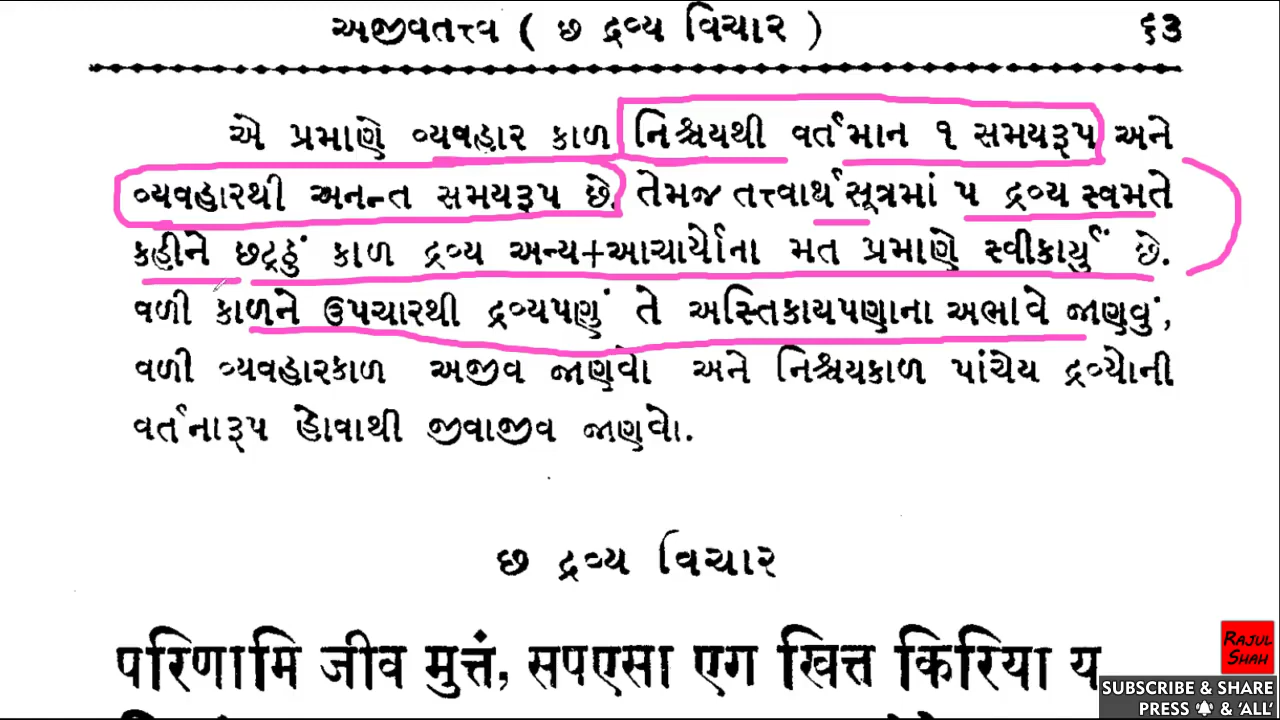 અજીવતત્ત્વ ( છ દ્રવ્ય વિચાર ) ૬૩
એ પ્રમાણે વ્યવહાર કાળ નિશ્ચયથી વર્તમાન ૧ સમયરૂપ અને
વ્યવહારથી અનન્ત સમયરૂપ છે. તેમજ તત્ત્વાર્થસૂત્રમાં ૫ દ્રવ્ય સ્વમતે
કહીને છટ્ઠું કાળ દ્રવ્ય અન્ય+આચાર્યોના મત પ્રમાણે સ્વીકાર્યું છે.
વળી કાળને ઉપચારથી દ્રવ્યપણું તે અસ્તિકાયપણાના અભાવે જાણવું,
વળી વ્યવહારકાળ અજીવ જાણવો અને નિશ્ચયકાળ પાંચેય દ્રવ્યોની
વર્તનારૂપ હોવાથી જીવાજીવ જાણવો.
છ દ્રવ્ય વિચાર
परिणामि जीव मुत्तं, सपएसा एग खित्त किरिया य
RAJUL
SHAH
SUBSCRIBE & SHARE
PRESS & 'ALL'